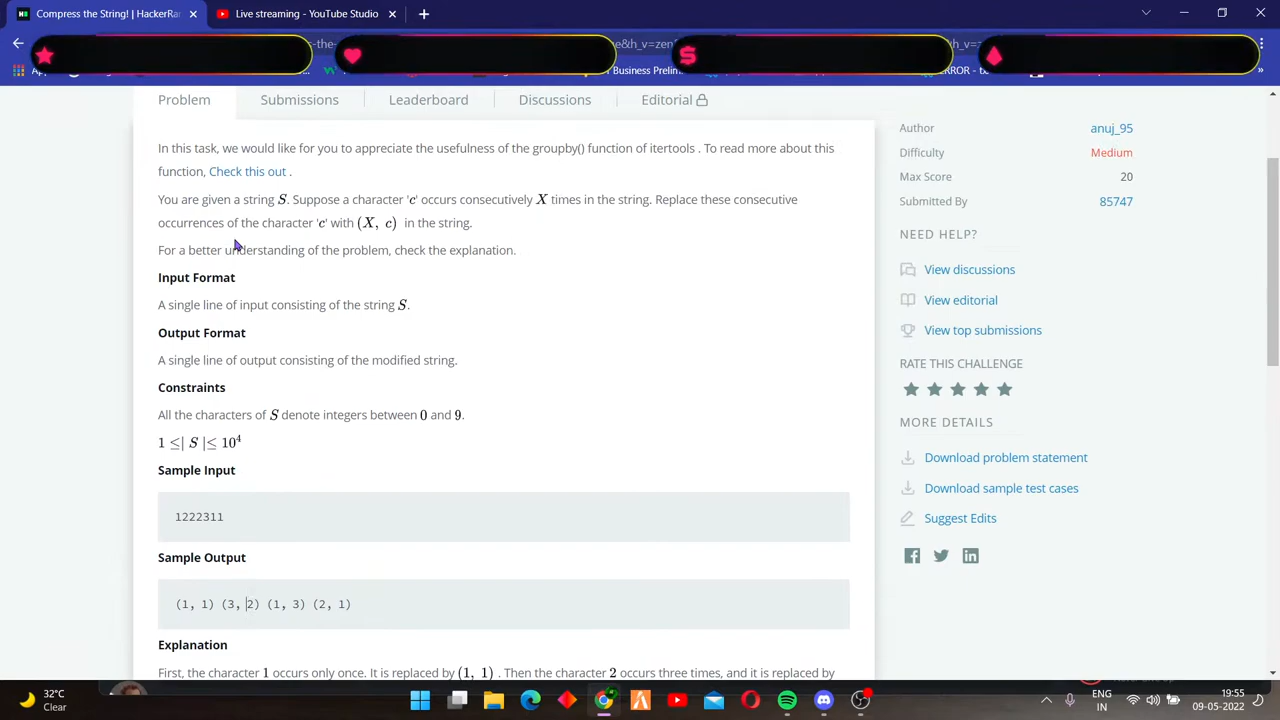 Compress the String! | HackerRan
Live streaming - YouTube Studio
Problem
Submissions
Leaderboard
Discussions
Editorial
In this task, we would like for you to appreciate the usefulness of the groupby() function of itertools . To read more about this
function, Check this out .
You are given a string S. Suppose a character 'c' occurs consecutively X times in the string. Replace these consecutive
occurrences of the character 'c' with (X, c) in the string.
For a better understanding of the problem, check the explanation.
Input Format
A single line of input consisting of the string S.
Output Format
A single line of output consisting of the modified string.
Constraints
All the characters of S denote integers between 0 and 9.
1 ≤| S |≤ 10⁴
Sample Input
1222311
Sample Output
(1, 1) (3, 2) (1, 3) (2, 1)
Explanation
First, the character 1 occurs only once. It is replaced by (1, 1) . Then the character 2 occurs three times, and it is replaced by
Author anuj_95
Difficulty Medium
Max Score 20
Submitted By 85747
NEED HELP?
View discussions
View editorial
View top submissions
RATE THIS CHALLENGE
MORE DETAILS
Download problem statement
Download sample test cases
Suggest Edits
32°C
Clear
ENG
IN
19:55
09-05-2022